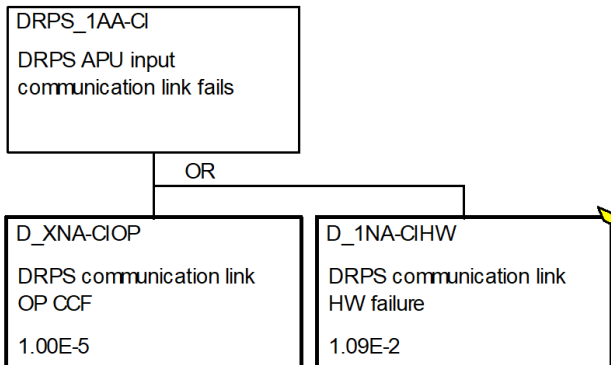 DRPS_1AA-CI
DRPS APU input
communication link fails
OR
D_XNA-CIOP
DRPS communication link
OP CCF
1.00E-5
D_1NA-CIHW
DRPS communication link
HW failure
1.09E-2